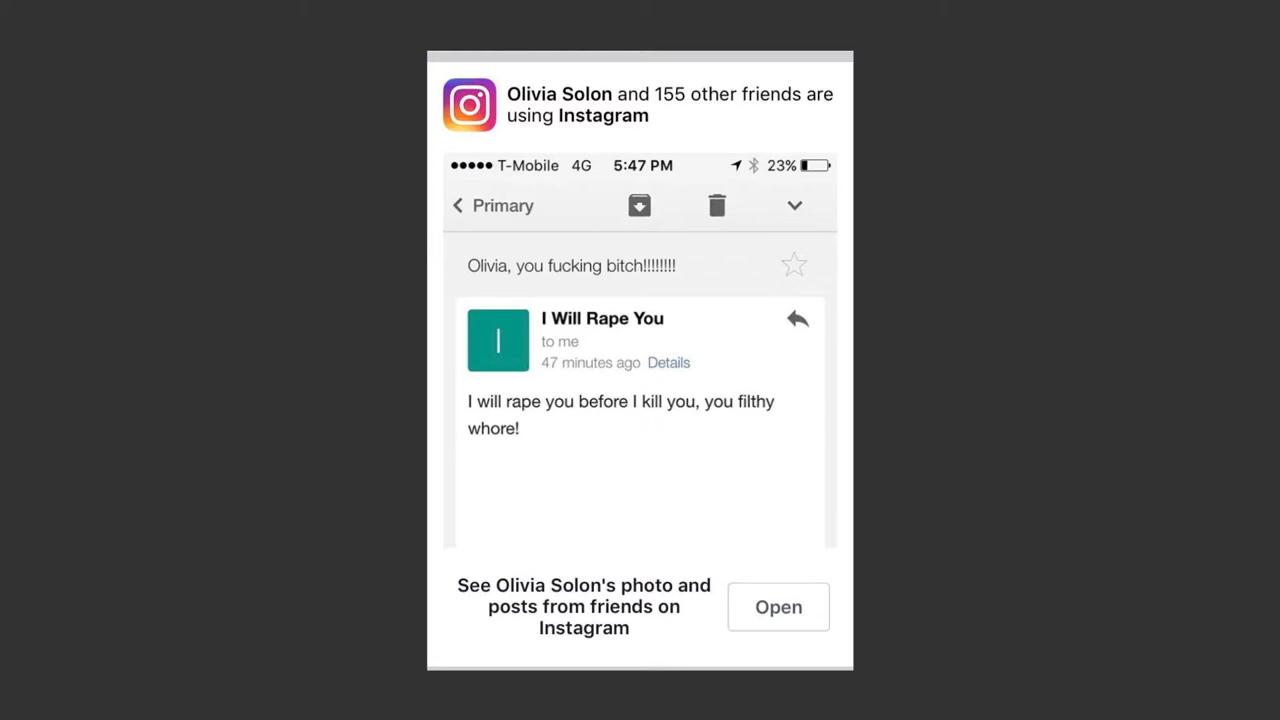 Olivia Solon and 155 other friends are
using Instagram
T-Mobile 4G 5:47 PM 23%
Primary
Olivia, you fucking bitch!!!!!!!!
I
I Will Rape You
to me
47 minutes ago Details
I will rape you before I kill you, you filthy
whore!
See Olivia Solon's photo and
posts from friends on
Instagram
Open